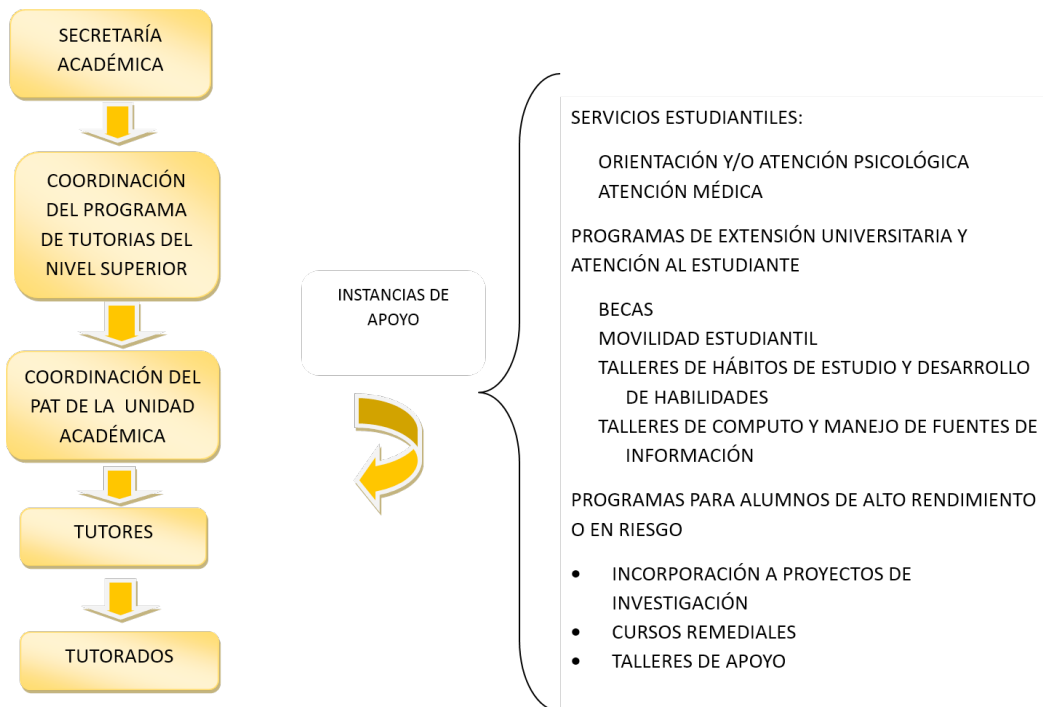 SECRETARÍA
ACADÉMICA
COORDINACIÓN
DEL PROGRAMA
DE TUTORIAS DEL
NIVEL SUPERIOR
COORDINACIÓN DEL
PAT DE LA UNIDAD
ACADÉMICA
TUTORES
TUTORADOS
INSTANCIAS DE
APOYO
SERVICIOS ESTUDIANTILES:
ORIENTACIÓN Y/O ATENCIÓN PSICOLÓGICA
ATENCIÓN MÉDICA
PROGRAMAS DE EXTENSIÓN UNIVERSITARIA Y
ATENCIÓN AL ESTUDIANTE
BECAS
MOVILIDAD ESTUDIANTIL
TALLERES DE HÁBITOS DE ESTUDIO Y DESARROLLO
DE HABILIDADES
TALLERES DE COMPUTO Y MANEJO DE FUENTES DE
INFORMACIÓN
PROGRAMAS PARA ALUMNOS DE ALTO RENDIMIENTO
O EN RIESGO
• INCORPORACIÓN A PROYECTOS DE
INVESTIGACIÓN
• CURSOS REMEDIALES
• TALLERES DE APOYO